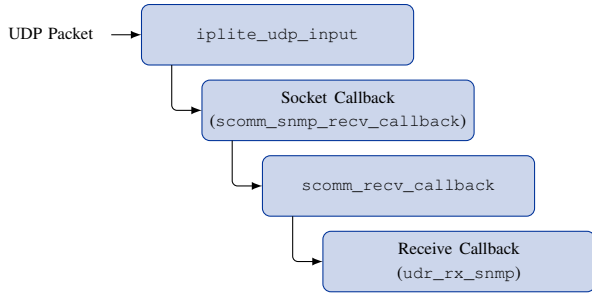 UDP Packet
iplite_udp_input
Socket Callback
(scomm_snmp_recv_callback)
scomm_recv_callback
Receive Callback
(udr_rx_snmp)